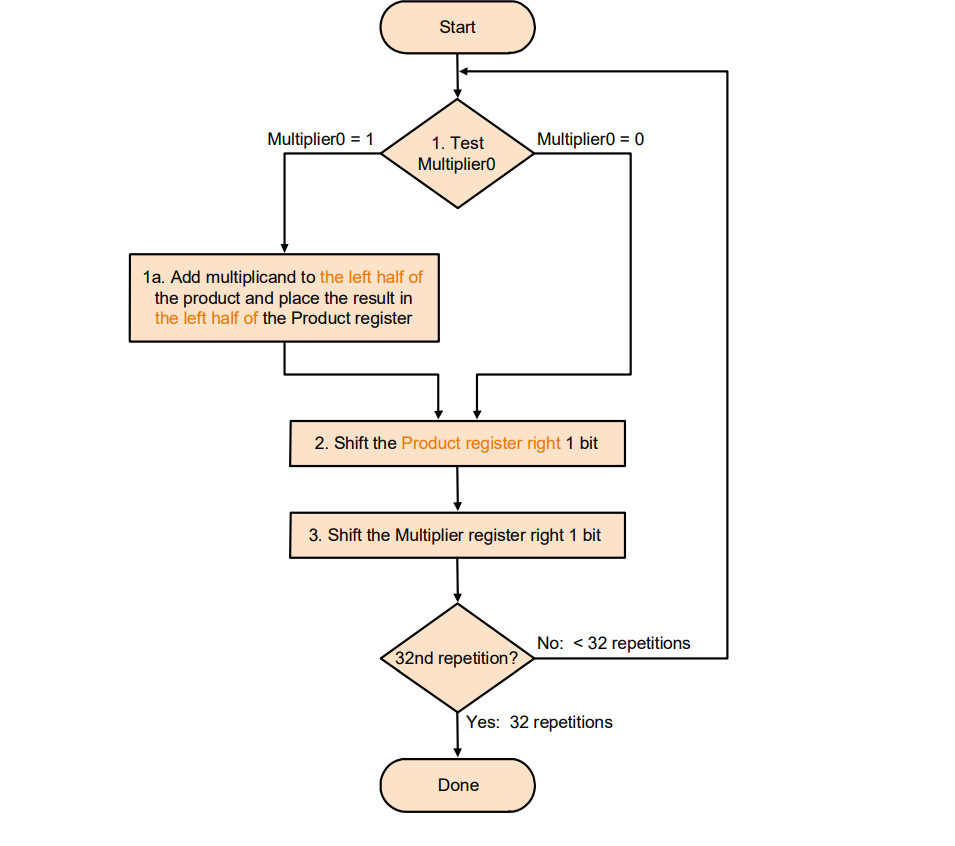 Start
Multiplier0 = 1
1. Test
Multiplier0
Multiplier0 = 0
1a. Add multiplicand to the left half of
the product and place the result in
the left half of the Product register
2. Shift the Product register right 1 bit
3. Shift the Multiplier register right 1 bit
32nd repetition?
No:  < 32 repetitions
Yes:  32 repetitions
Done